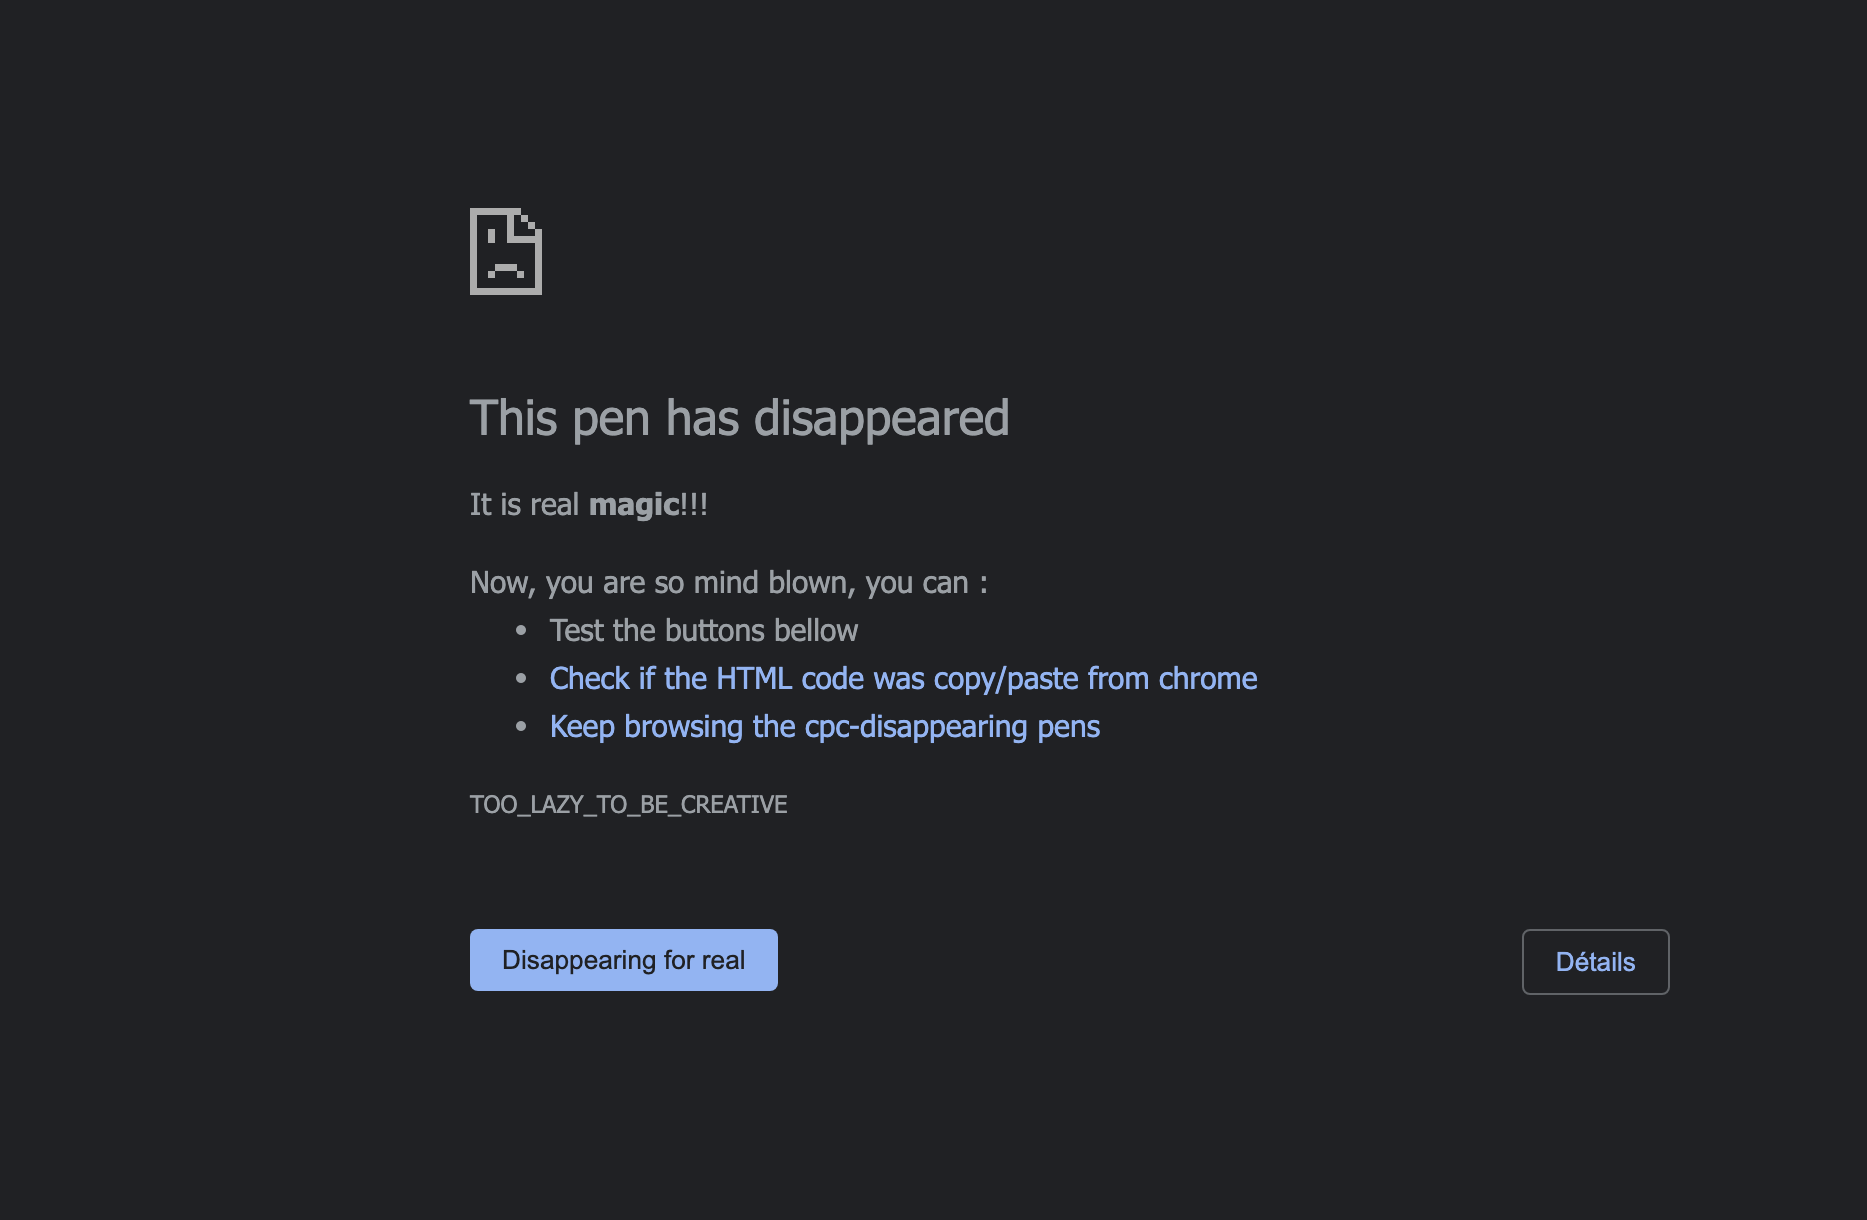 This pen has disappeared
It is real magic!!!
Now, you are so mind blown, you can :
Test the buttons bellow
Check if the HTML code was copy/paste from chrome
Keep browsing the cpc-disappearing pens
TOO_LAZY_TO_BE_CREATIVE
Disappearing for real
Détails